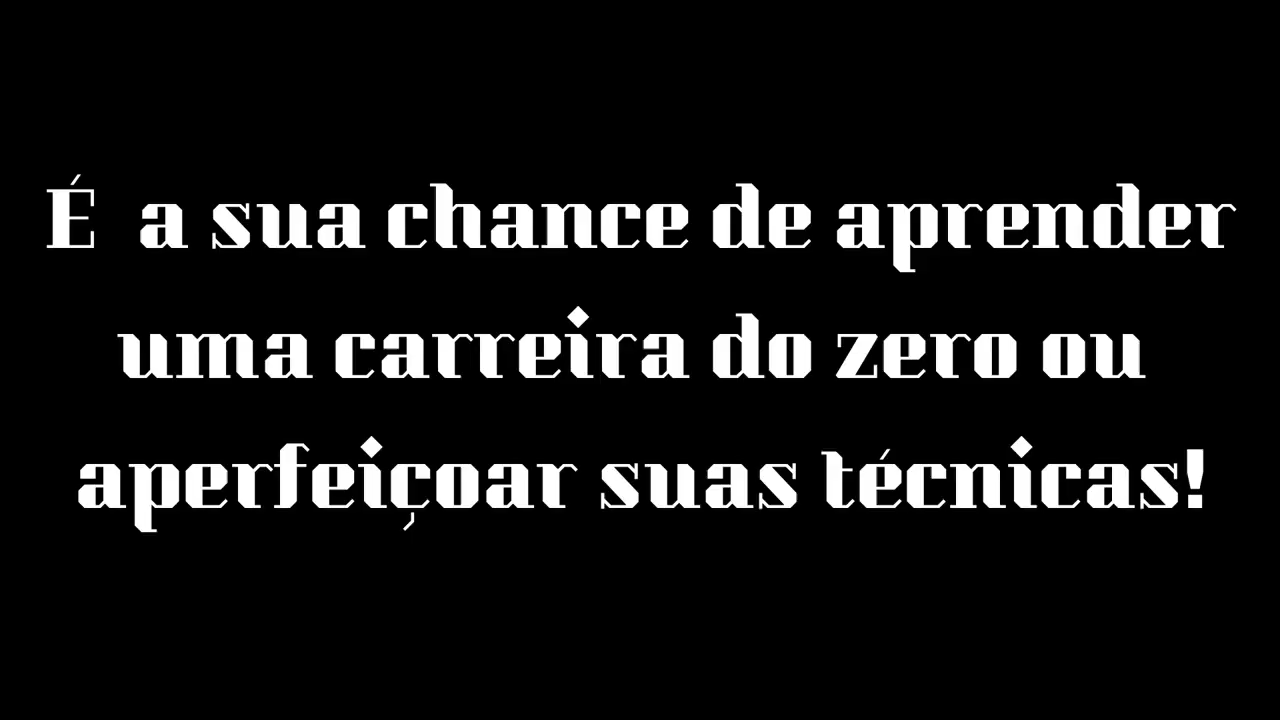 É a sua chance de aprender
uma carreira do zero ou
aperfeiçoar suas técnicas!